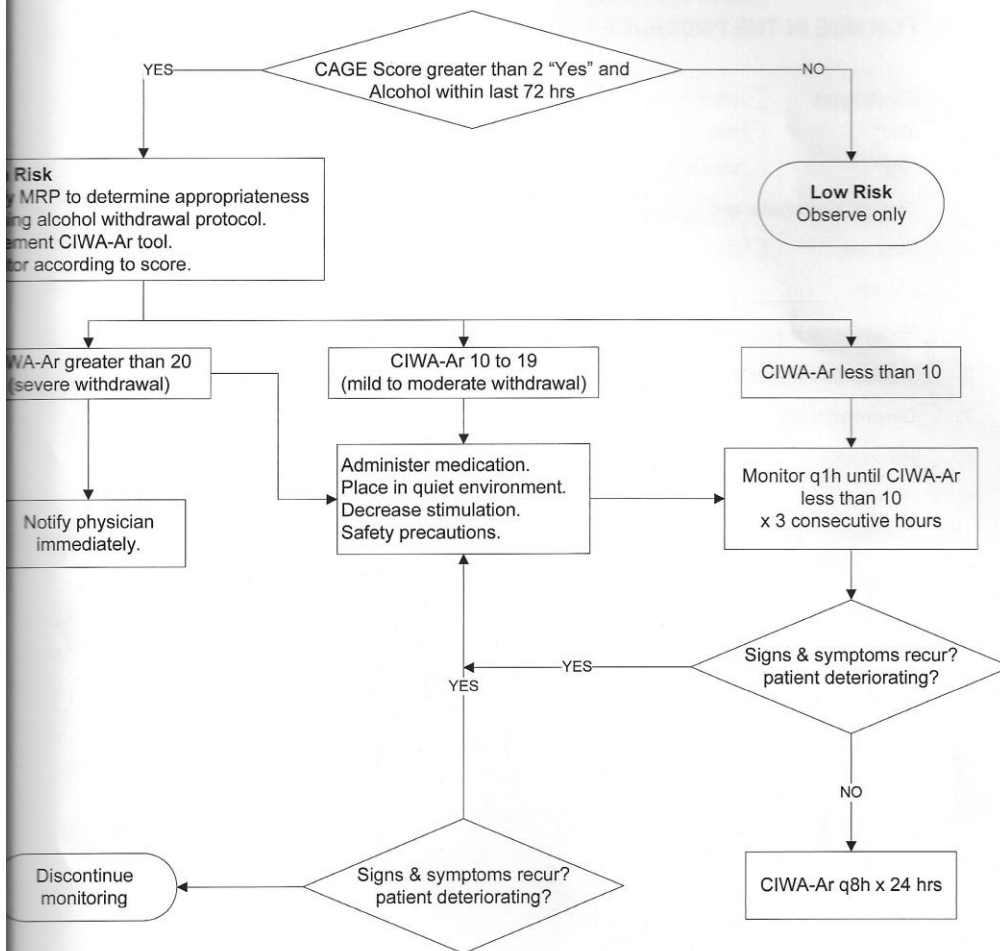 CAGE Score greater than 2 “Yes” and
Alcohol within last 72 hrs
YES
NO
Risk
MRP to determine appropriateness
alcohol withdrawal protocol.
CIWA-Ar tool.
according to score.
Low Risk
Observe only
greater than 20
(severe withdrawal)
CIWA-Ar 10 to 19
(mild to moderate withdrawal)
CIWA-Ar less than 10
Notify physician
immediately.
Administer medication.
Place in quiet environment.
Decrease stimulation.
Safety precautions.
Monitor q1h until CIWA-Ar
less than 10
x 3 consecutive hours
Signs & symptoms recur?
patient deteriorating?
YES
YES
NO
Discontinue
monitoring
Signs & symptoms recur?
patient deteriorating?
CIWA-Ar q8h x 24 hrs